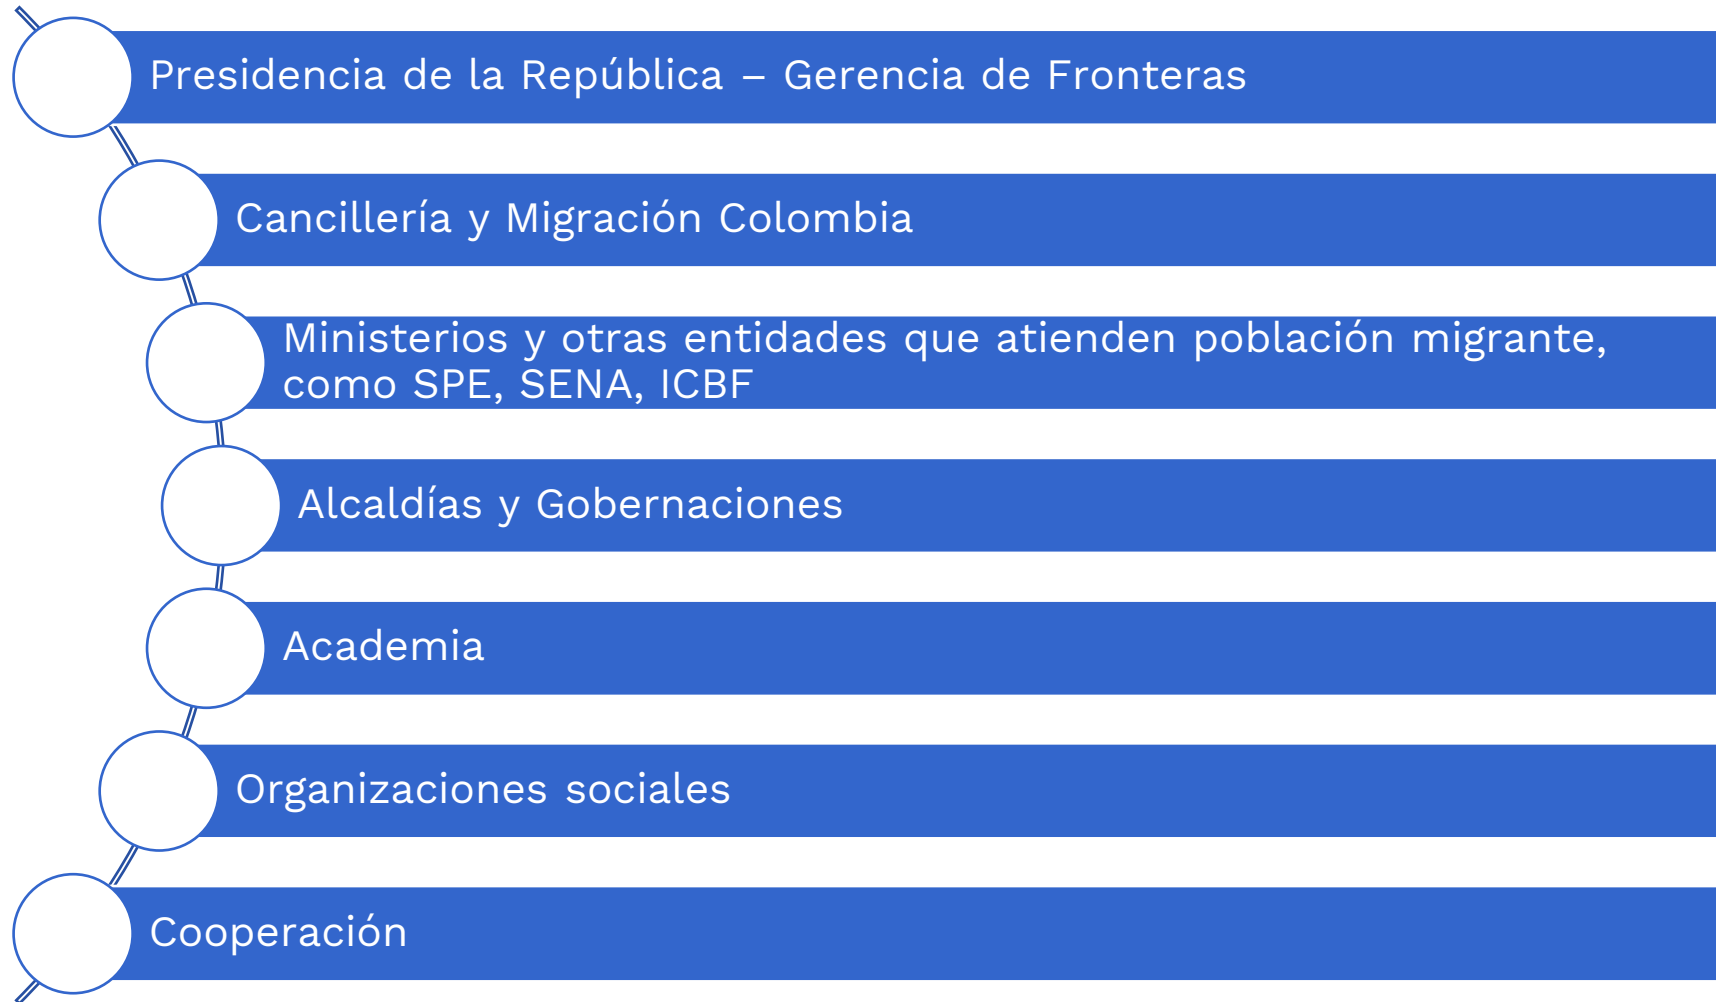 Presidencia de la República – Gerencia de Fronteras
Cancillería y Migración Colombia
Ministerios y otras entidades que atienden población migrante,
como SPE, SENA, ICBF
Alcaldías y Gobernaciones
Academia
Organizaciones sociales
Cooperación